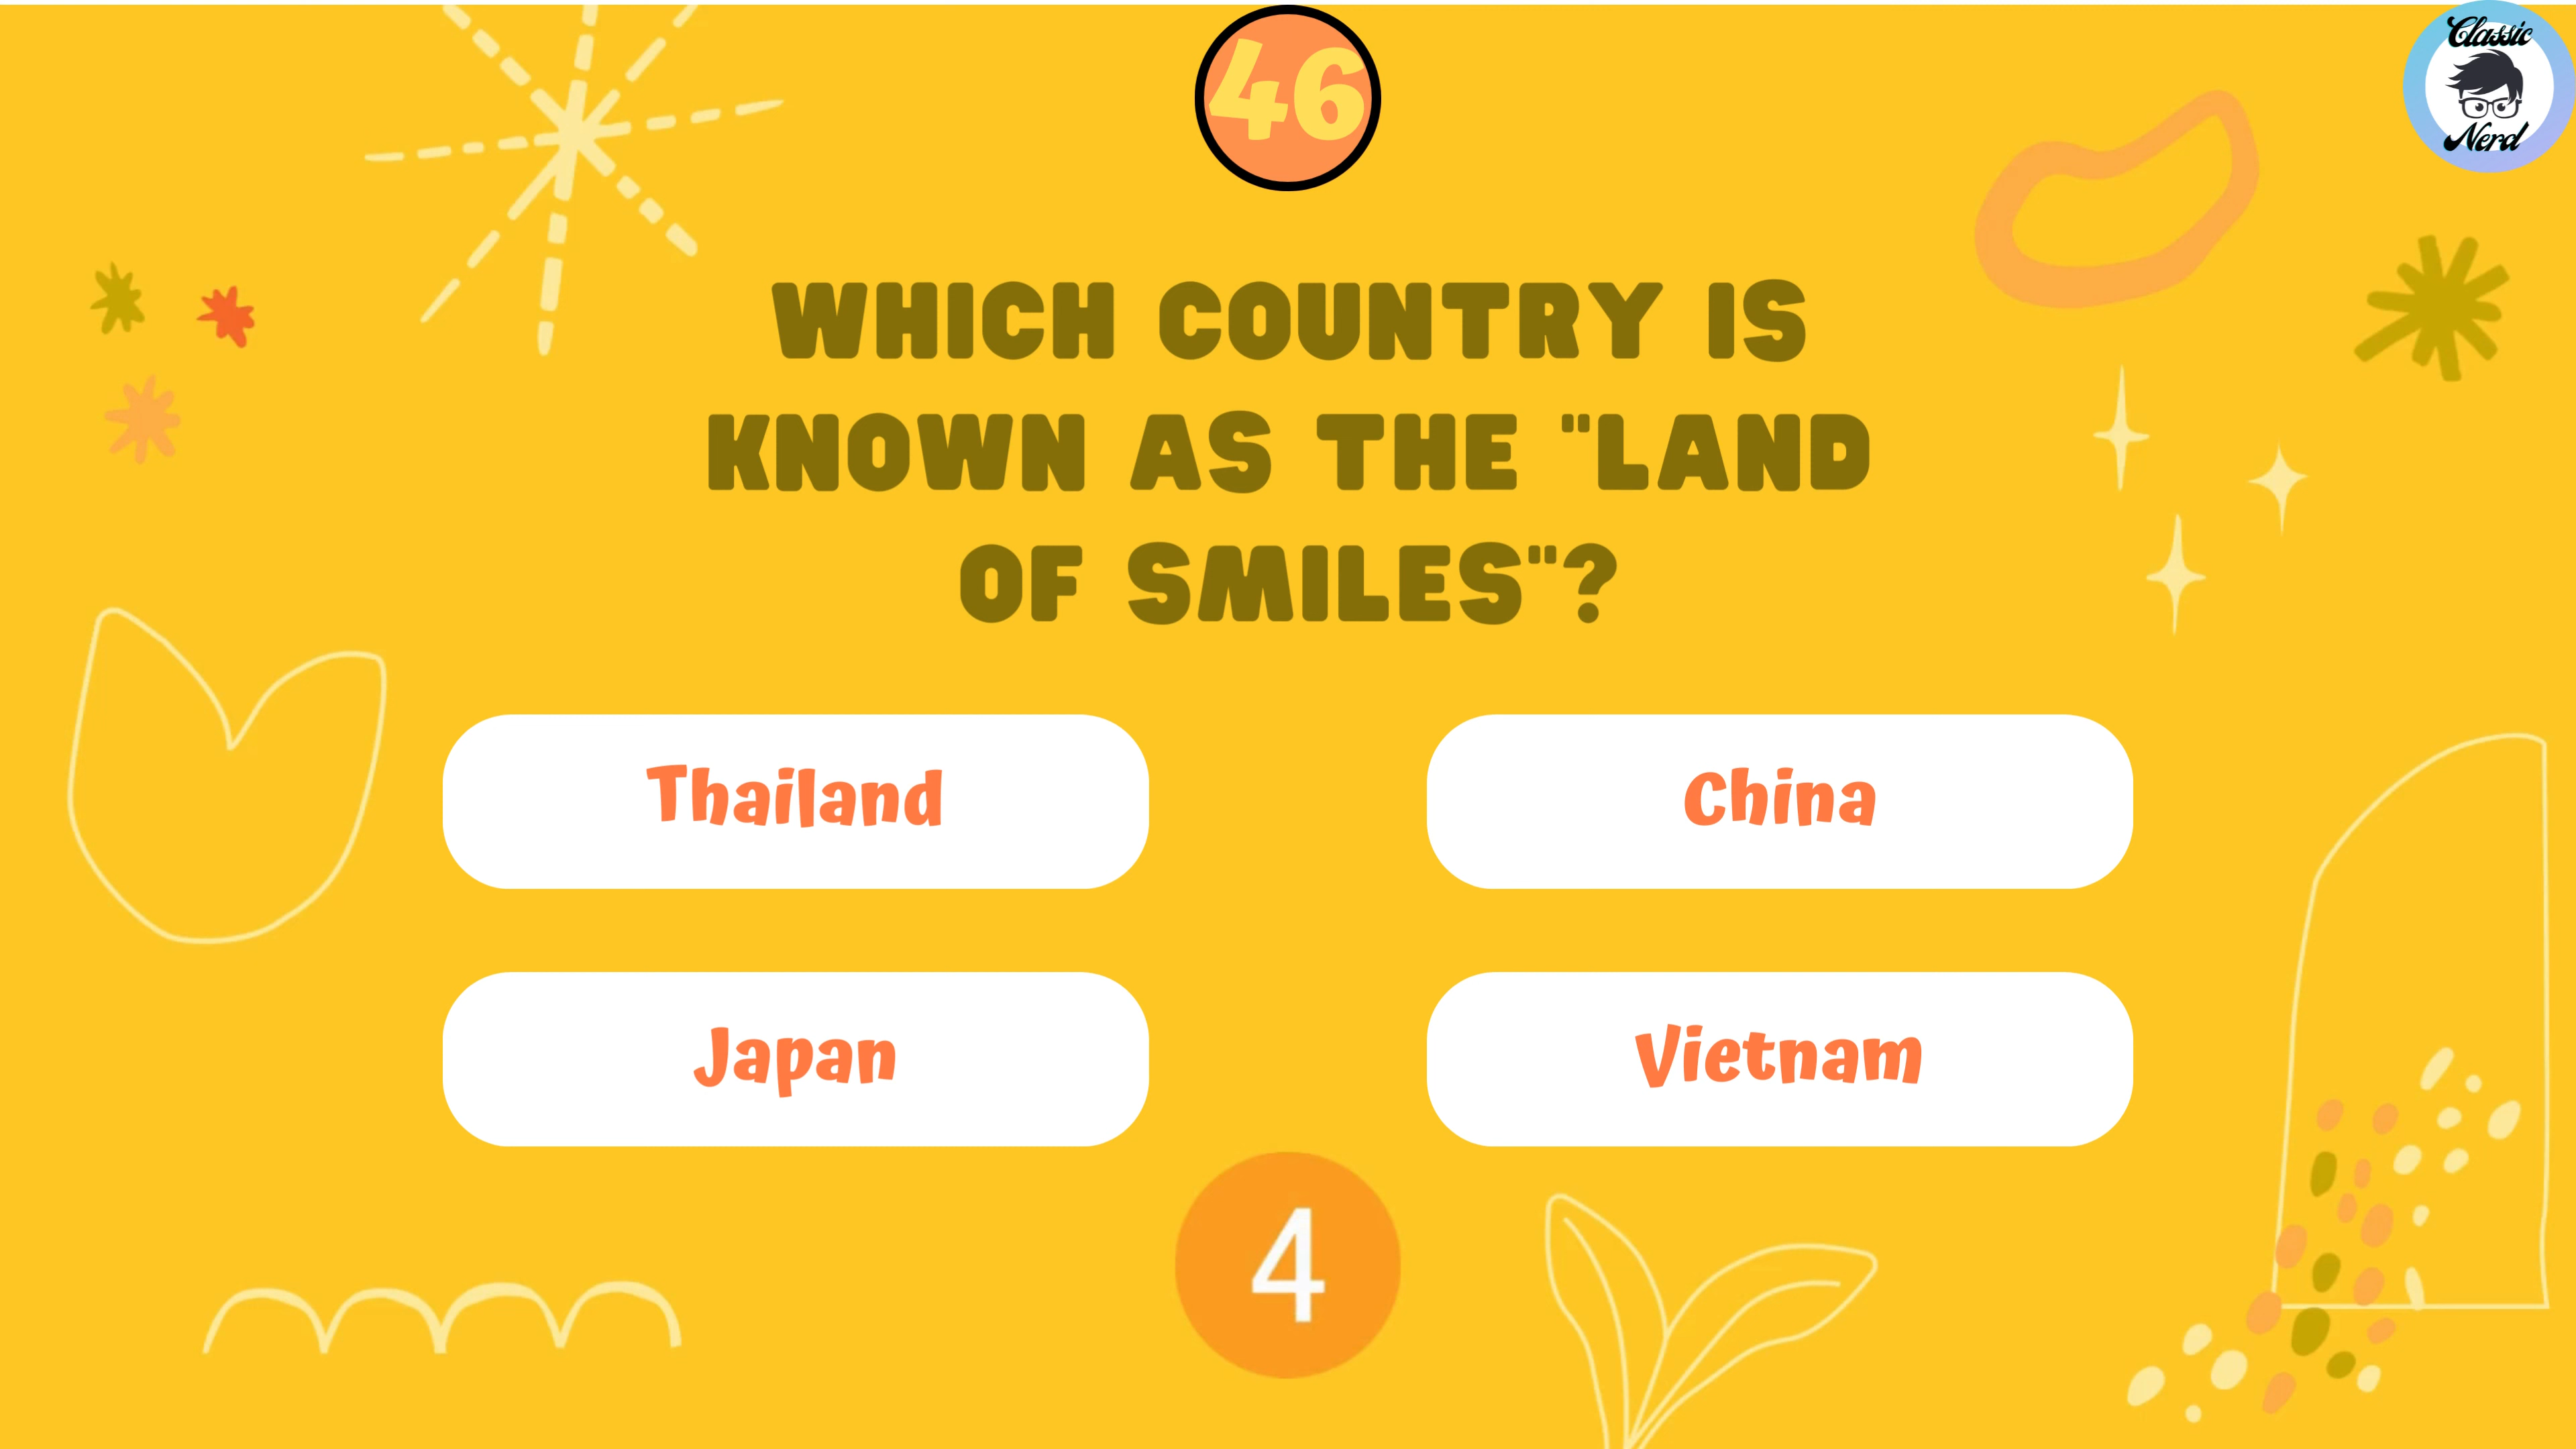 46
Classic
Nerd
WHICH COUNTRY IS
KNOWN AS THE "LAND
OF SMILES"?
Thailand
China
Japan
Vietnam
4